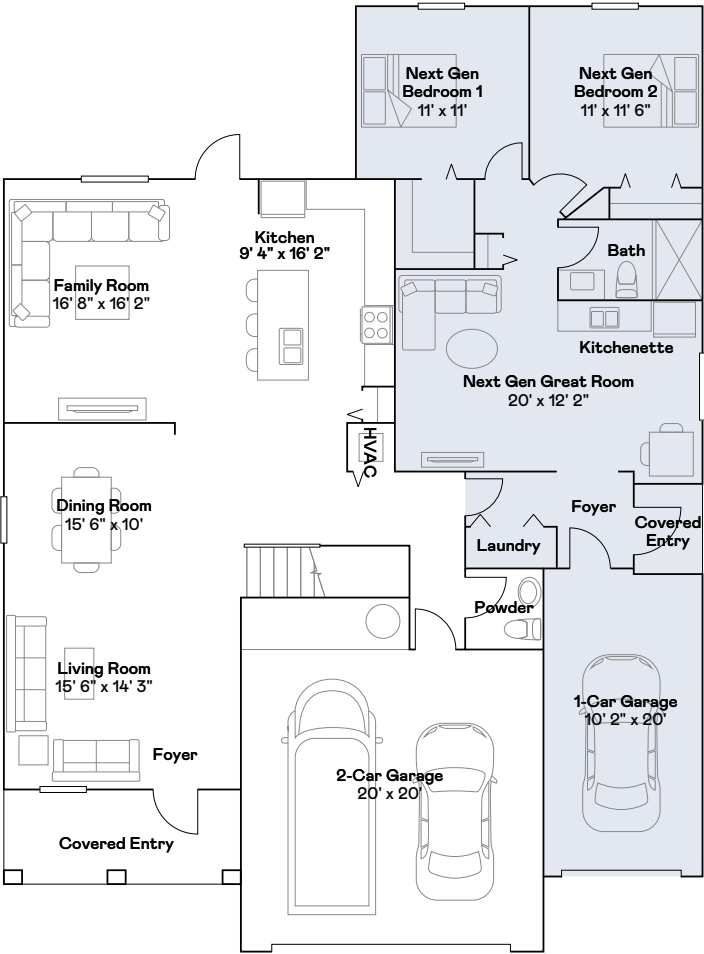 Next Gen
Bedroom 1
11' x 11'
Next Gen
Bedroom 2
11' x 11' 6"
Kitchen
9' 4" x 16' 2"
Bath
Family Room
16' 8" x 16' 2"
Kitchenette
Next Gen Great Room
20' x 12' 2"
HVAC
Dining Room
15' 6" x 10'
Foyer
Covered
Entry
Laundry
Powder
Living Room
15' 6" x 14' 3"
1-Car Garage
10' 2" x 20'
Foyer
2-Car Garage
20' x 20'
Covered Entry